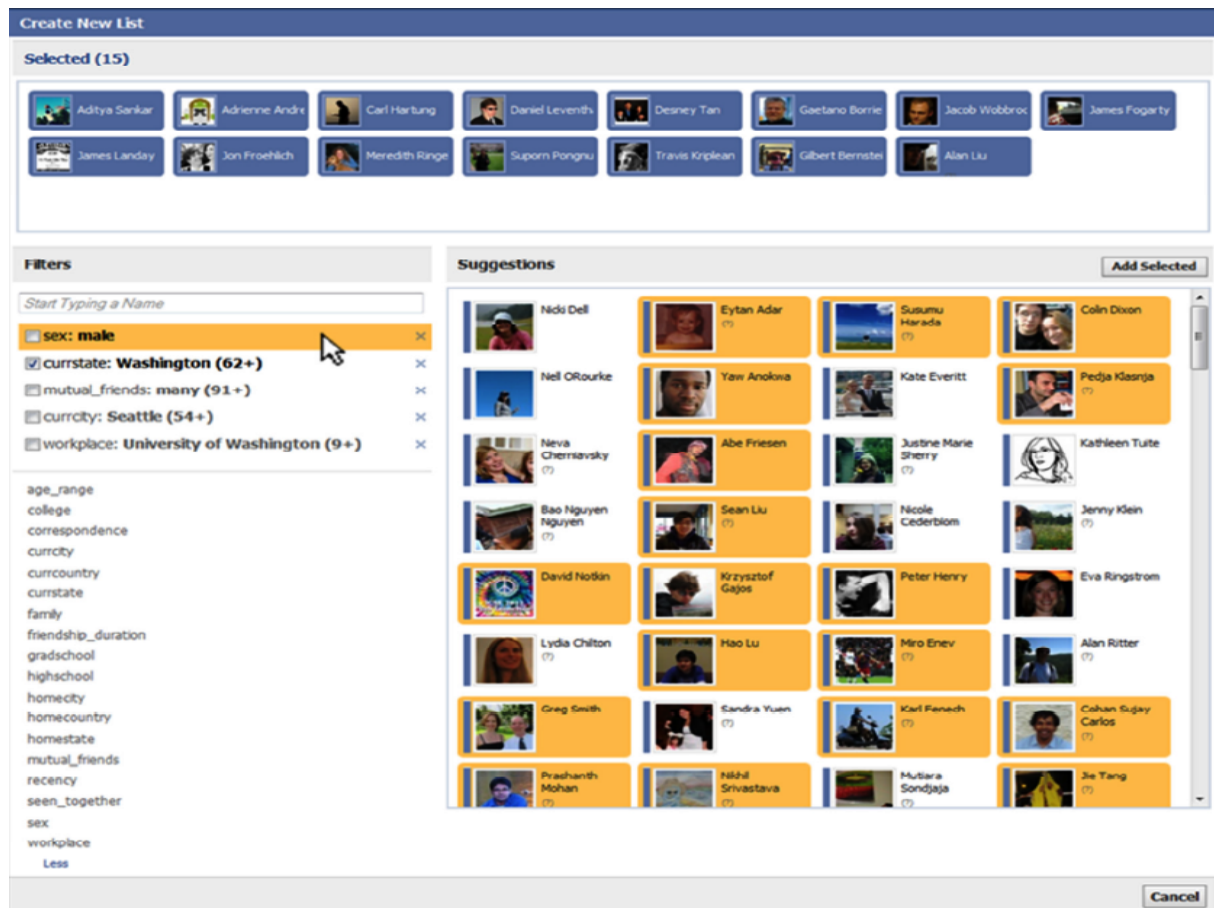 Create New List
Selected (15)
Aditya Sankar Adrienne Andre Carl Hartung Daniel Leventh Desney Tan Gaetano Borrie Jacob Wobbroc James Fogarty
James Landay Jon Froehlich Meredith Ringe Suporn Pongnu Travis Kriplean Gilbert Bernstei Alan Liu
Filters
Start Typing a Name
sex: male ×
currstate: Washington (62+) ×
mutual_friends: many (91+) ×
currcity: Seattle (54+) ×
workplace: University of Washington (9+) ×
age_range
college
correspondence
currcity
currcountry
currstate
family
friendship_duration
gradschool
highschool
homecity
homecountry
homestate
mutual_friends
recency
seen_together
sex
workplace
Less
Suggestions Add Selected
Nicki Dell Eytan Adar Susumu Colin Dixon
(?) Harada
(?)
Nell ORourke Yaw Anokwa Kate Everitt Pedja Klasnja
(?)
Neva Abe Friesen Justine Marie Kathleen Tuite
Cherniavsky Sherry
(?) (?)
Bao Nguyen Sean Liu Nicole Jenny Klein
Nguyen (?) Cederblom (?)
(?)
David Notkin Krzysztof Peter Henry Eva Ringstrom
Gajos
Lydia Chilton Hao Lu Miro Enev Alan Ritter
(?) (?) (?)
Greg Smith Sandra Yuen Karl Fenech Cohan Sujay
(?) (?) Carlos
(?)
Prashanth Nikhil Mutiara Jie Tang
Mohan Srivastava Sondjaja (?)
(?) (?) (?)
Cancel